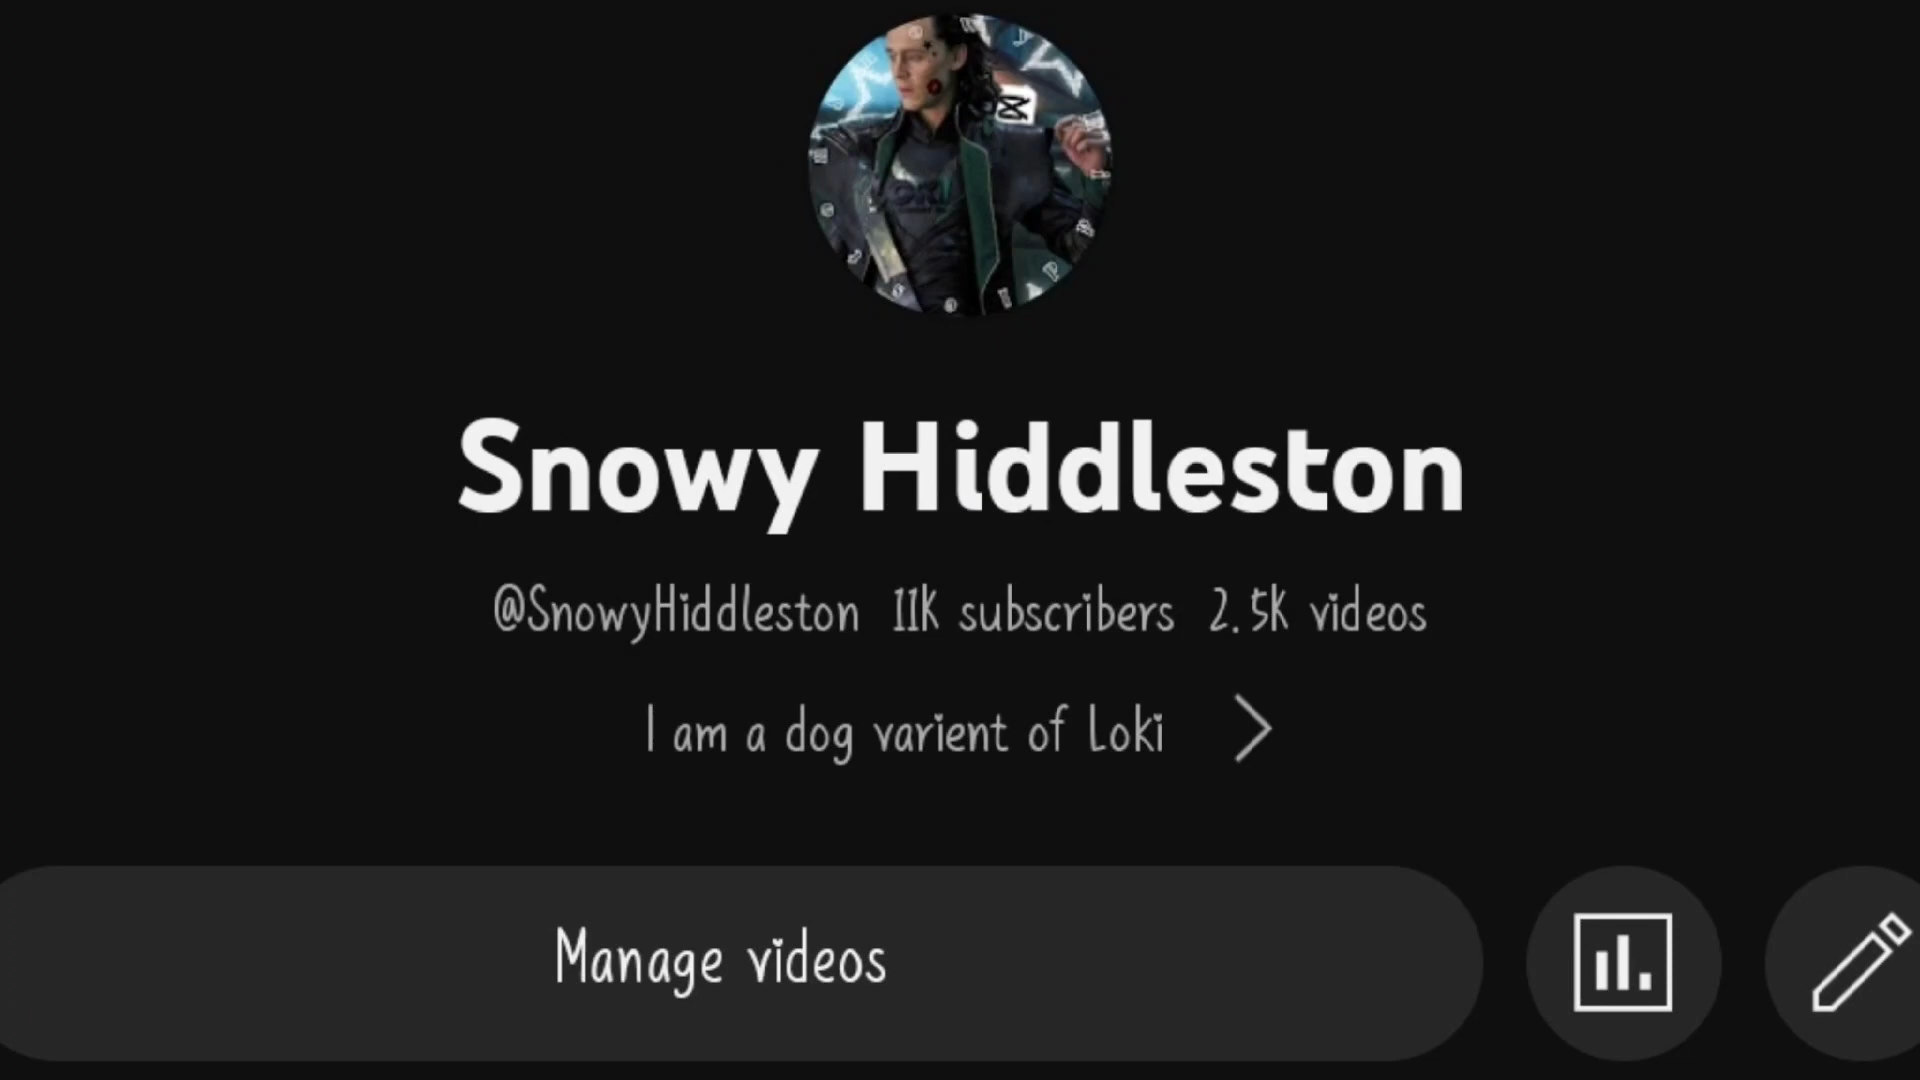 Snowy Hiddleston
@SnowyHiddleston 11k subscribers 2.5k videos
I am a dog varient of Loki
Manage videos